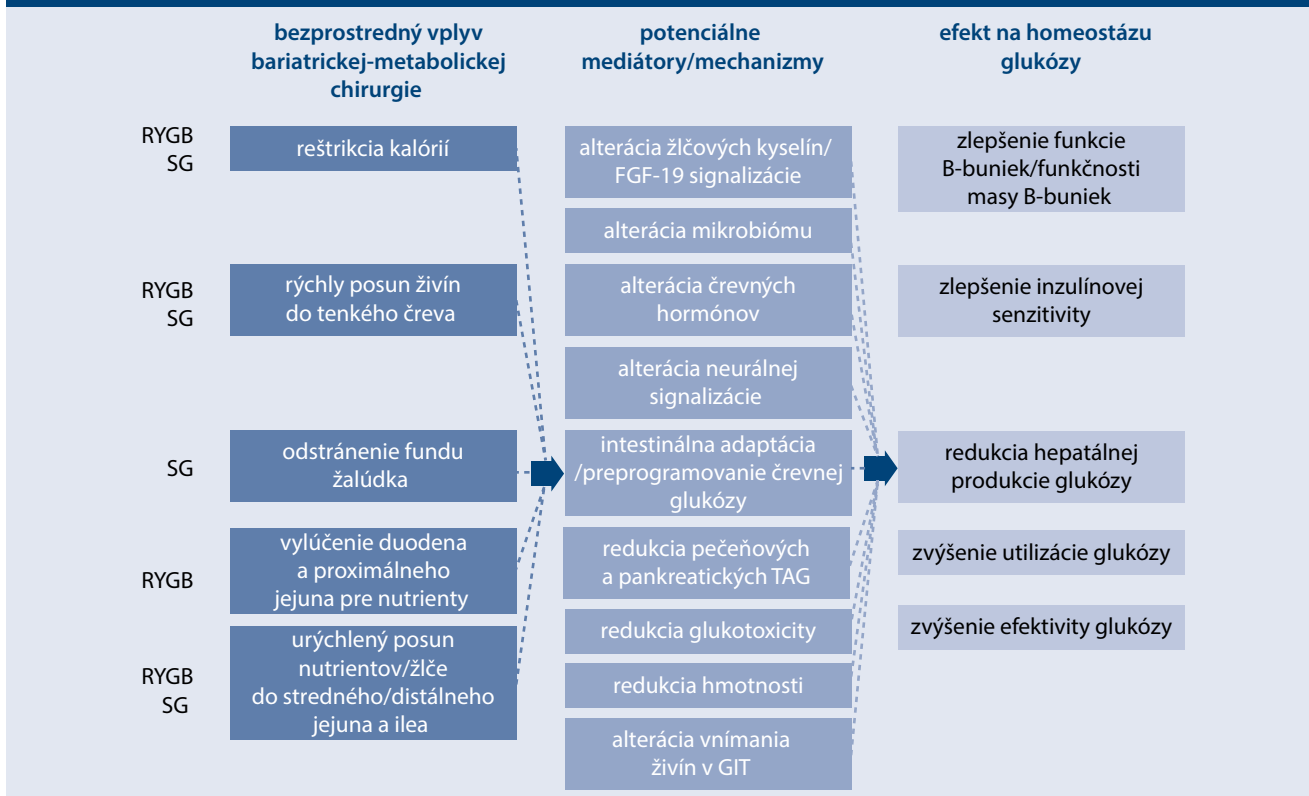 bezprostredný vplyv
bariatrickej-metabolickej
chirurgie
potenciálne
mediátory/mechanizmy
efekt na homeostázu
glukózy
RYGB
SG
reštrikcia kalórií
RYGB
SG
rýchly posun živín
do tenkého čreva
SG
odstránenie fundu
žalúdka
RYGB
vylúčenie duodena
a proximálneho
jejuna pre nutrienty
RYGB
SG
urýchlený posun
nutrientov/žlče
do stredného/distálneho
jejuna a ilea
alterácia žlčových kyselín/
FGF-19 signalizácie
alterácia mikrobiómu
alterácia črevných
hormónov
alterácia neurálnej
signalizácie
intestinálna adaptácia
/preprogramovanie črevnej
glukózy
redukcia pečeňových
a pankreatických TAG
redukcia glukotoxicity
redukcia hmotnosti
alterácia vnímania
živín v GIT
zlepšenie funkcie
B-buniek/funkčnosti
masy B-buniek
zlepšenie inzulínovej
senzitivity
redukcia hepatálnej
produkcie glukózy
zvýšenie utilizácie glukózy
zvýšenie efektivity glukózy